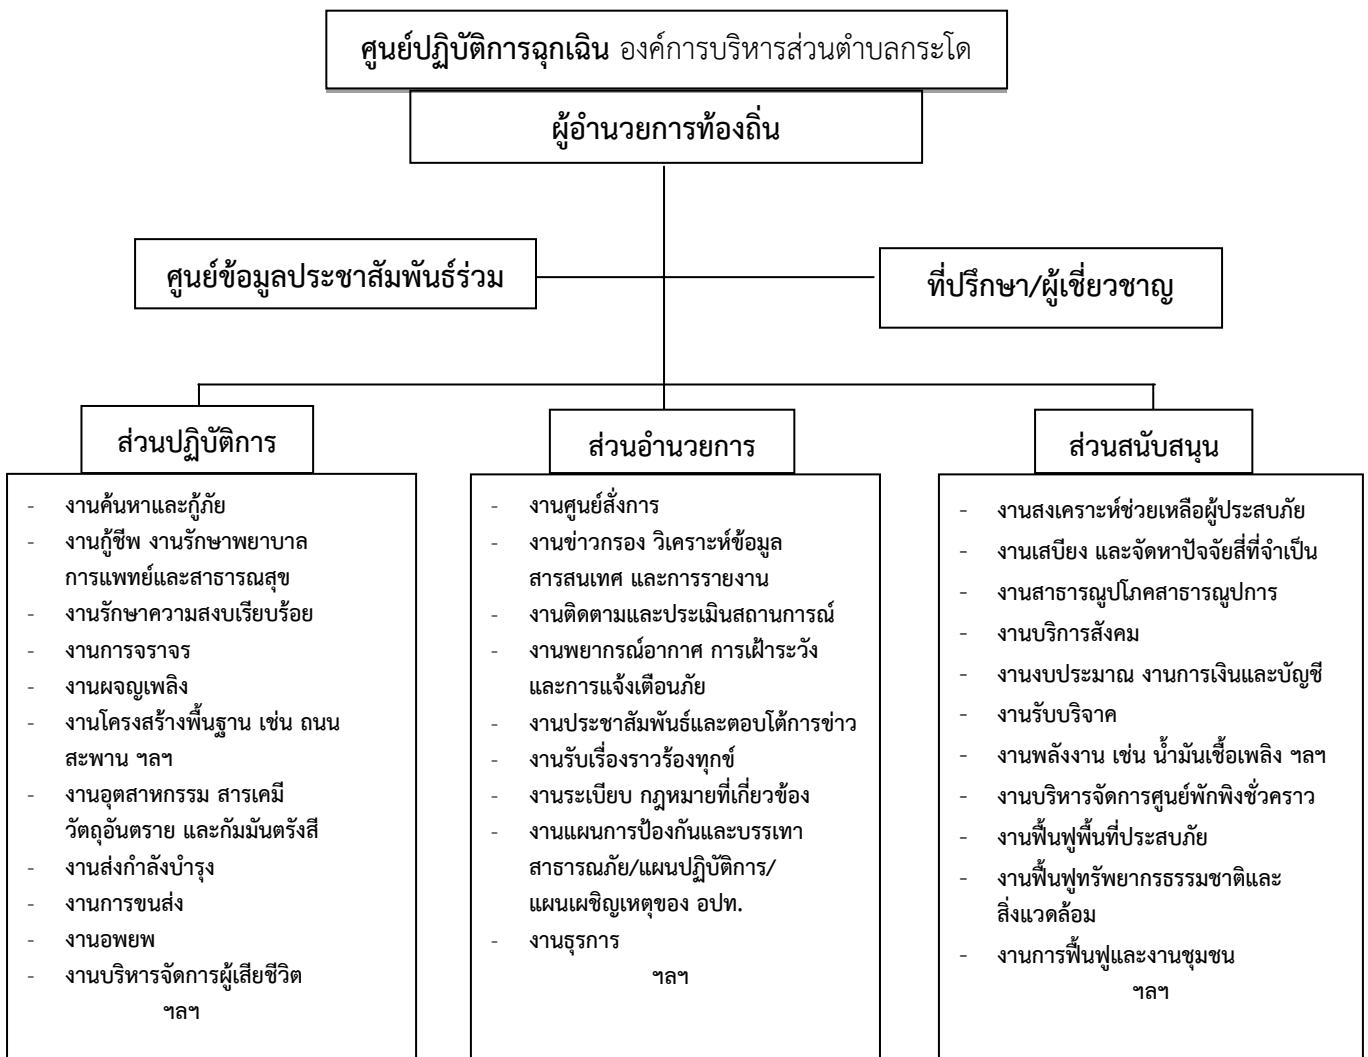 ศูนย์ปฏิบัติการฉุกเฉิน องค์การบริหารส่วนตำบลกระโด
ผู้อำนวยการท้องถิ่น
ศูนย์ข้อมูลประชาสัมพันธ์ร่วม
ที่ปรึกษา/ผู้เชี่ยวชาญ
ส่วนปฏิบัติการ
- งานค้นหาและกู้ภัย
- งานกู้ชีพ งานรักษาพยาบาล
การแพทย์และสาธารณสุข
- งานรักษาความสงบเรียบร้อย
- งานการจราจร
- งานผจญเพลิง
- งานโครงสร้างพื้นฐาน เช่น ถนน
สะพาน ฯลฯ
- งานอุตสาหกรรม สารเคมี
วัตถุอันตราย และกัมมันตรังสี
- งานส่งกำลังบำรุง
- งานการขนส่ง
- งานอพยพ
- งานบริหารจัดการผู้เสียชีวิต
ฯลฯ
ส่วนอำนวยการ
- งานศูนย์สั่งการ
- งานข่าวกรอง วิเคราะห์ข้อมูล
สารสนเทศ และการรายงาน
- งานติดตามและประเมินสถานการณ์
- งานพยากรณ์อากาศ การเฝ้าระวัง
และการแจ้งเตือนภัย
- งานประชาสัมพันธ์และตอบโต้การข่าว
- งานรับเรื่องราวร้องทุกข์
- งานระเบียบ กฎหมายที่เกี่ยวข้อง
- งานแผนการป้องกันและบรรเทา
สาธารณภัย/แผนปฏิบัติการ/
แผนเผชิญเหตุของ อปท.
- งานธุรการ
ฯลฯ
ส่วนสนับสนุน
- งานสงเคราะห์ช่วยเหลือผู้ประสบภัย
- งานเสบียง และจัดหาปัจจัยสี่ที่จำเป็น
- งานสาธารณูปโภคสาธารณูปการ
- งานบริการสังคม
- งานงบประมาณ งานการเงินและบัญชี
- งานรับบริจาค
- งานพลังงาน เช่น น้ำมันเชื้อเพลิง ฯลฯ
- งานบริหารจัดการศูนย์พักพิงชั่วคราว
- งานฟื้นฟูพื้นที่ประสบภัย
- งานฟื้นฟูทรัพยากรธรรมชาติและ
สิ่งแวดล้อม
- งานการฟื้นฟูและงานชุมชน
ฯลฯ